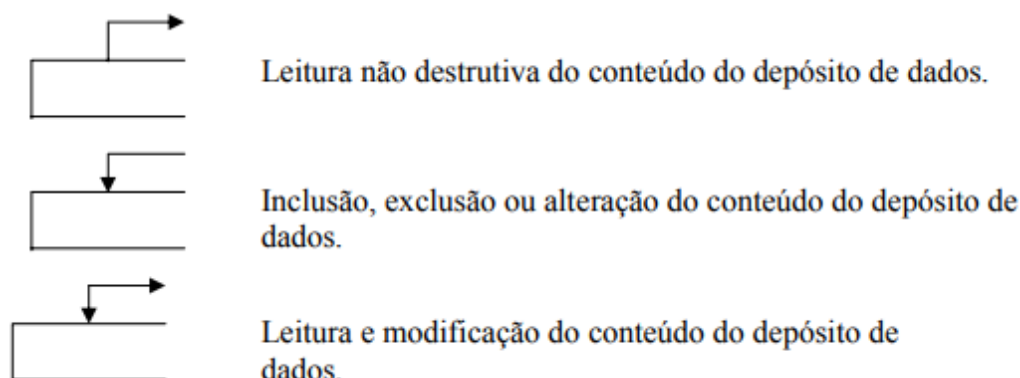 Leitura não destrutiva do conteúdo do depósito de dados.
Inclusão, exclusão ou alteração do conteúdo do depósito de
dados.
Leitura e modificação do conteúdo do depósito de
dados.